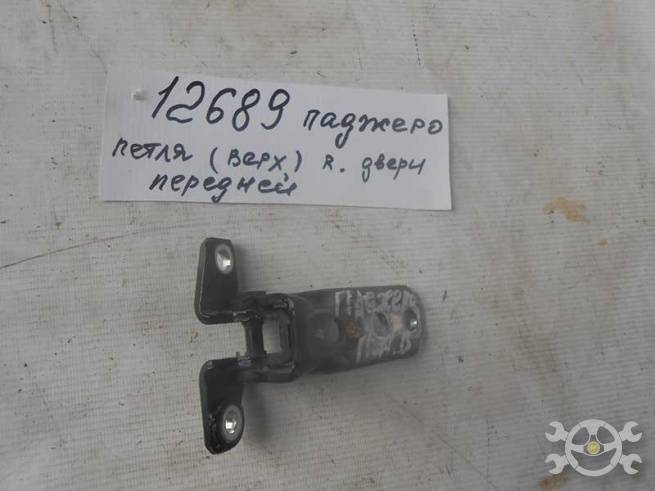 12689 паджеро
петля (верх) R. двери
передней